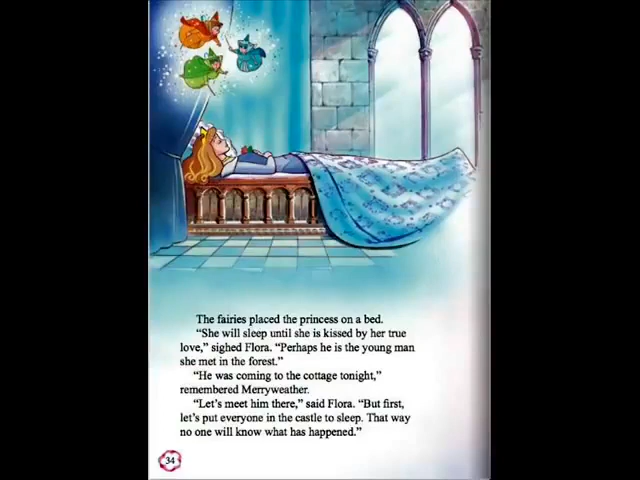 The fairies placed the princess on a bed.
“She will sleep until she is kissed by her true
love,” sighed Flora. “Perhaps he is the young man
she met in the forest.”
“He was coming to the cottage tonight,”
remembered Merryweather.
“Let’s meet him there,” said Flora. “But first,
let’s put everyone in the castle to sleep. That way
no one will know what has happened.”
34